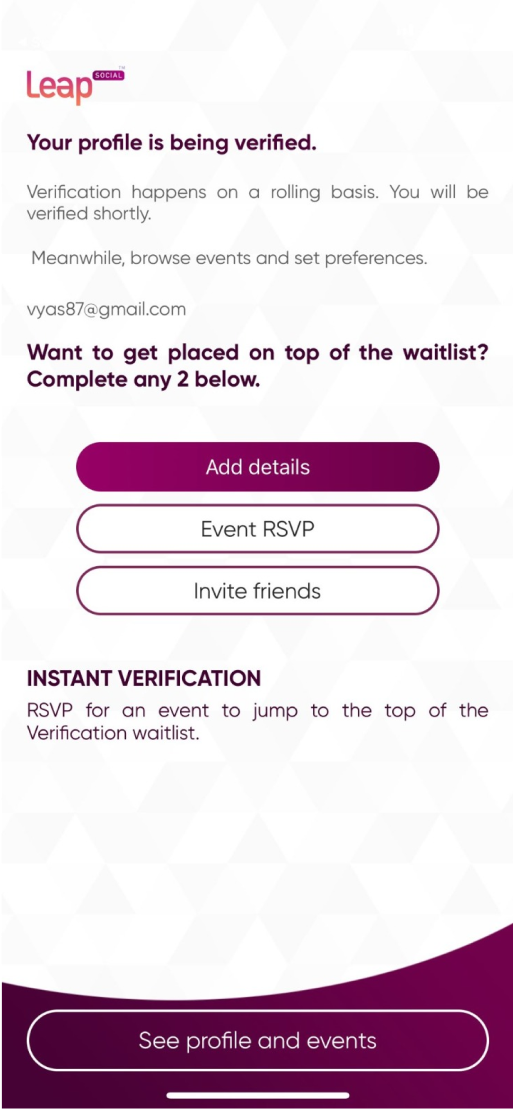 Leap SOCIAL ™
Your profile is being verified.
Verification happens on a rolling basis. You will be
verified shortly.
Meanwhile, browse events and set preferences.
vyas87@gmail.com
Want to get placed on top of the waitlist?
Complete any 2 below.
Add details
Event RSVP
Invite friends
INSTANT VERIFICATION
RSVP for an event to jump to the top of the
Verification waitlist.
See profile and events